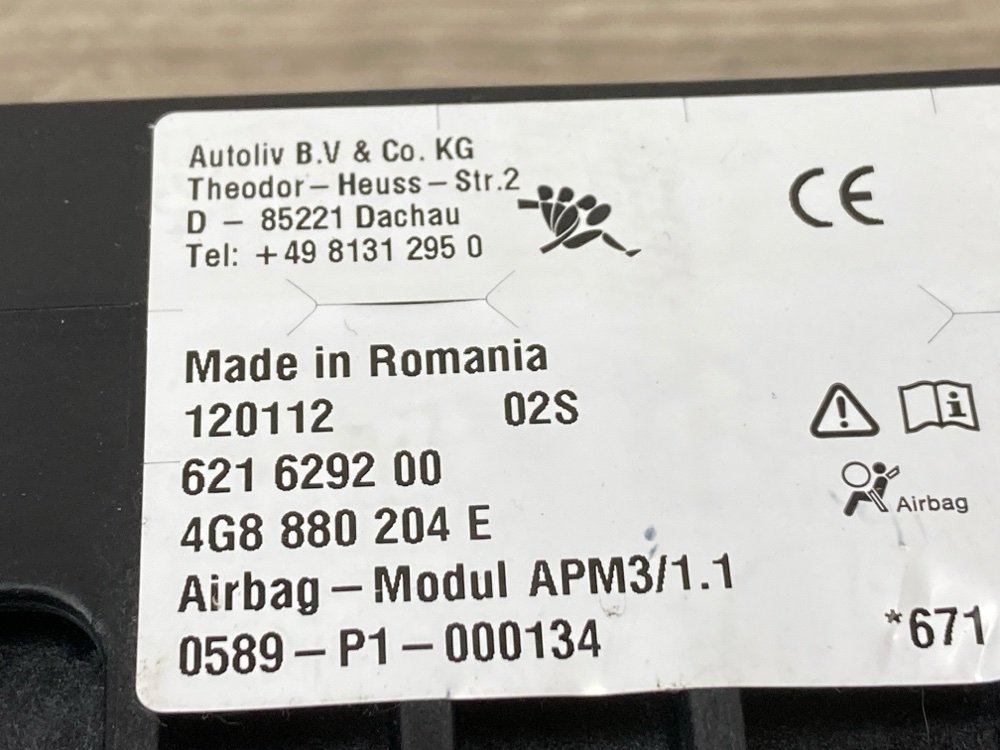 Autoliv B.V & Co. KG
Theodor – Heuss – Str.2
D – 85221 Dachau
Tel: +49 8131 295 0
CE
Made in Romania
120112 02S
621 6292 00
4G8 880 204 E
Airbag
Airbag – Modul APM3/1.1
0589 – P1 – 000134
*671